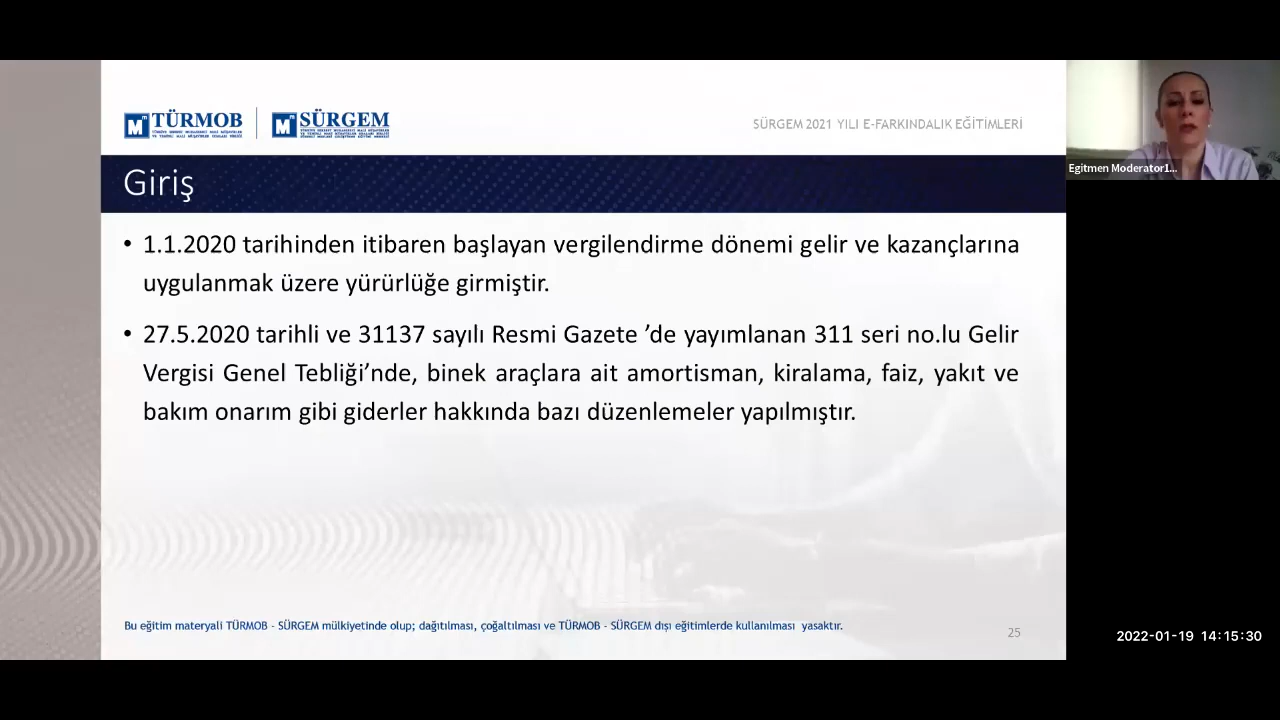 TÜRMOB
SÜRGEM
SÜRGEM 2021 YILI E-FARKINDALIK EĞİTİMLERİ
Egitmen Moderator1...
Giriş
• 1.1.2020 tarihinden itibaren başlayan vergilendirme dönemi gelir ve kazançlarına
uygulanmak üzere yürürlüğe girmiştir.
• 27.5.2020 tarihli ve 31137 sayılı Resmi Gazete ’de yayımlanan 311 seri no.lu Gelir
Vergisi Genel Tebliği’nde, binek araçlara ait amortisman, kiralama, faiz, yakıt ve
bakım onarım gibi giderler hakkında bazı düzenlemeler yapılmıştır.
Bu eğitim materyali TÜRMOB - SÜRGEM mülkiyetinde olup; dağıtılması, çoğaltılması ve TÜRMOB - SÜRGEM dışı eğitimlerde kullanılması yasaktır.
25
2022-01-19 14:15:30